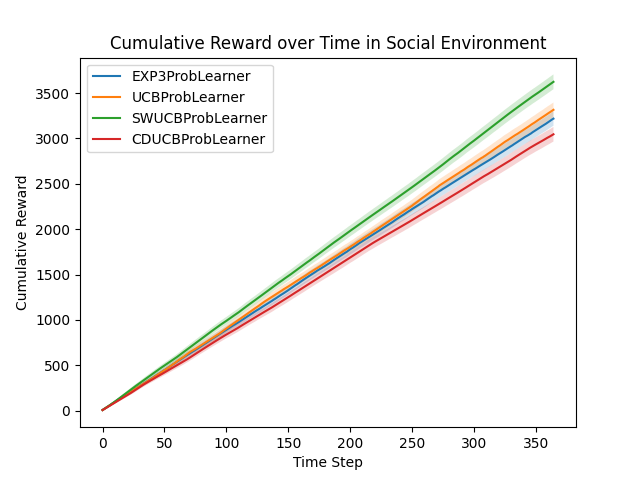 Cumulative Reward over Time in Social Environment
EXP3ProbLearner
UCBProbLearner
SWUCBProbLearner
CDUCBProbLearner
Cumulative Reward
3500
3000
2500
2000
1500
1000
500
0
0 50 100 150 200 250 300 350
Time Step